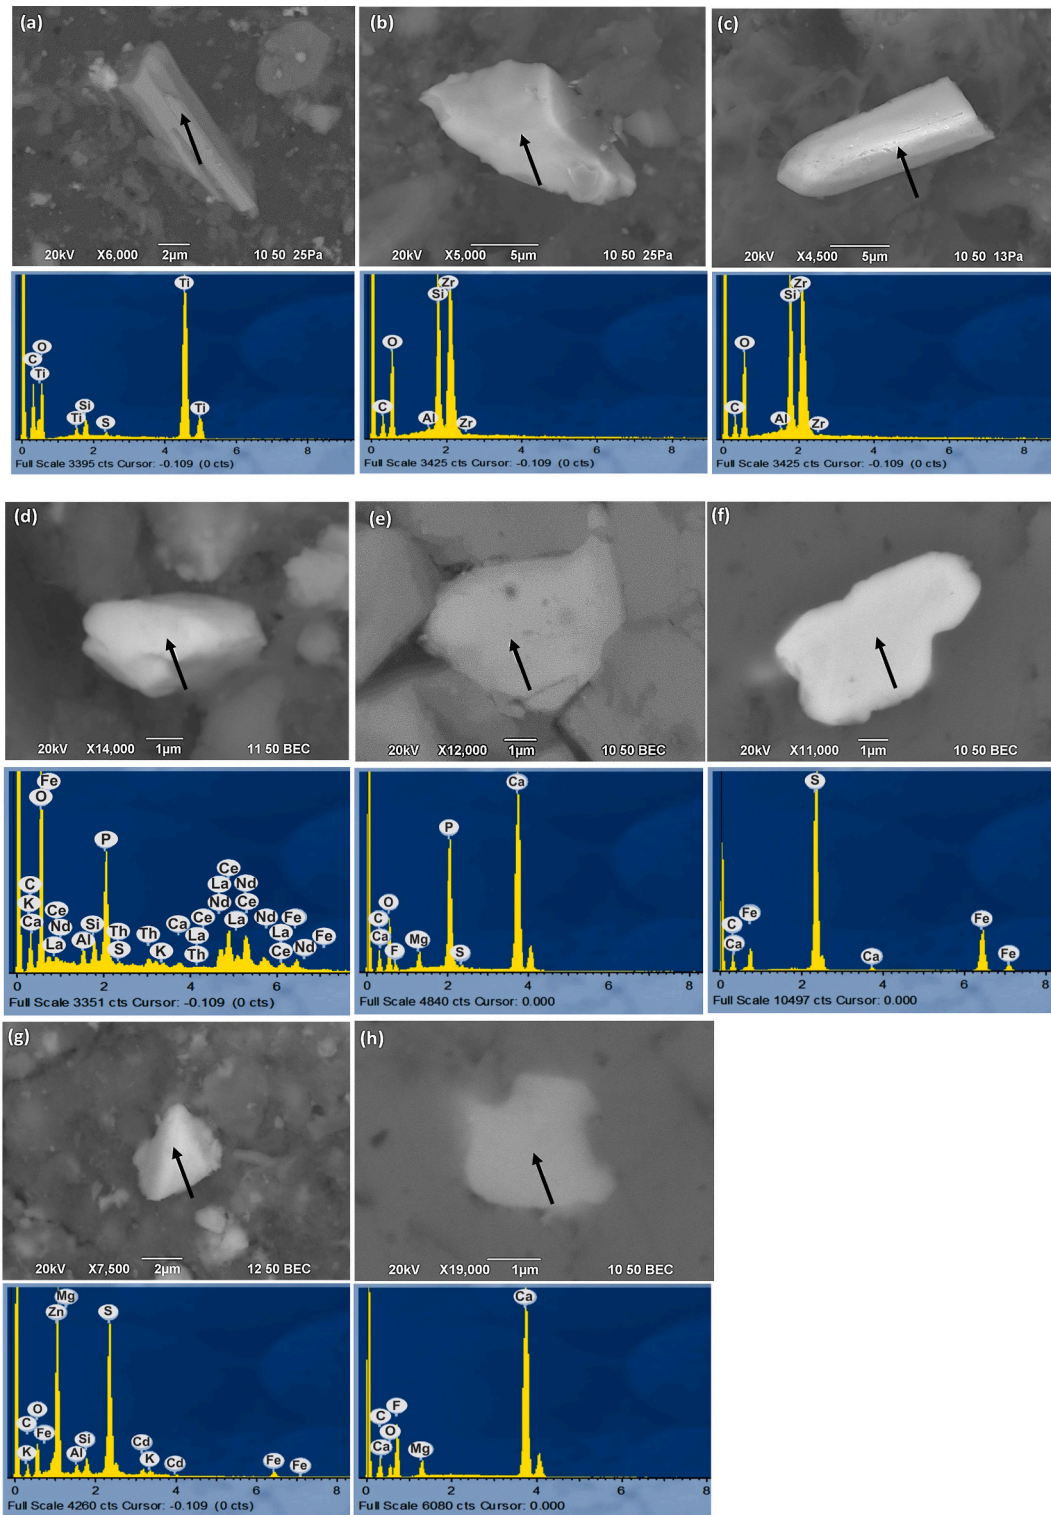 (a)
(b)
(c)
20kV X6,000 2µm 10 50 25Pa
20kV X5,000 5µm 10 50 25Pa
20kV X4,500 5µm 10 50 13Pa
Ti
O
C
Ti
Ti
Si
S
Ti
0 2 4 6 8
Full Scale 3395 cts Cursor: -0.109 (0 cts)
Zr
Si
O
C
Al
Zr
0 2 4 6 8
Full Scale 3425 cts Cursor: -0.109 (0 cts)
Zr
Si
O
C
Al
Zr
0 2 4 6 8
Full Scale 3425 cts Cursor: -0.109 (0 cts)
(d)
(e)
(f)
20kV X14,000 1µm 11 50 BEC
20kV X12,000 1µm 10 50 BEC
20kV X11,000 1µm 10 50 BEC
Fe
O
P
C
K
Ca
Ce
Nd
La
Al
Si
Th
S
Th
K
Ca
La
Th
Ce
Ce
La
Nd
Nd
Ce
La
Nd
Fe
La
Ce
Nd
Fe
0 2 4 6
Full Scale 3351 cts Cursor: -0.109 (0 cts)
Ca
P
O
C
Ca
F
Mg
S
0 2 4 6 8
Full Scale 4840 cts Cursor: 0.000
S
C
Ca
Fe
Ca
Fe
Fe
0 2 4 6 8
Full Scale 10497 cts Cursor: 0.000
(g)
(h)
20kV X7,500 2µm 12 50 BEC
20kV X19,000 1µm 10 50 BEC
Mg
Zn
S
O
C
Fe
K
Al
Si
Cd
K
Cd
Fe
Fe
0 2 4 6 8
Full Scale 4260 cts Cursor: -0.109 (0 cts)
Ca
F
C
O
Ca
Mg
0 2 4 6 8
Full Scale 6080 cts Cursor: 0.000